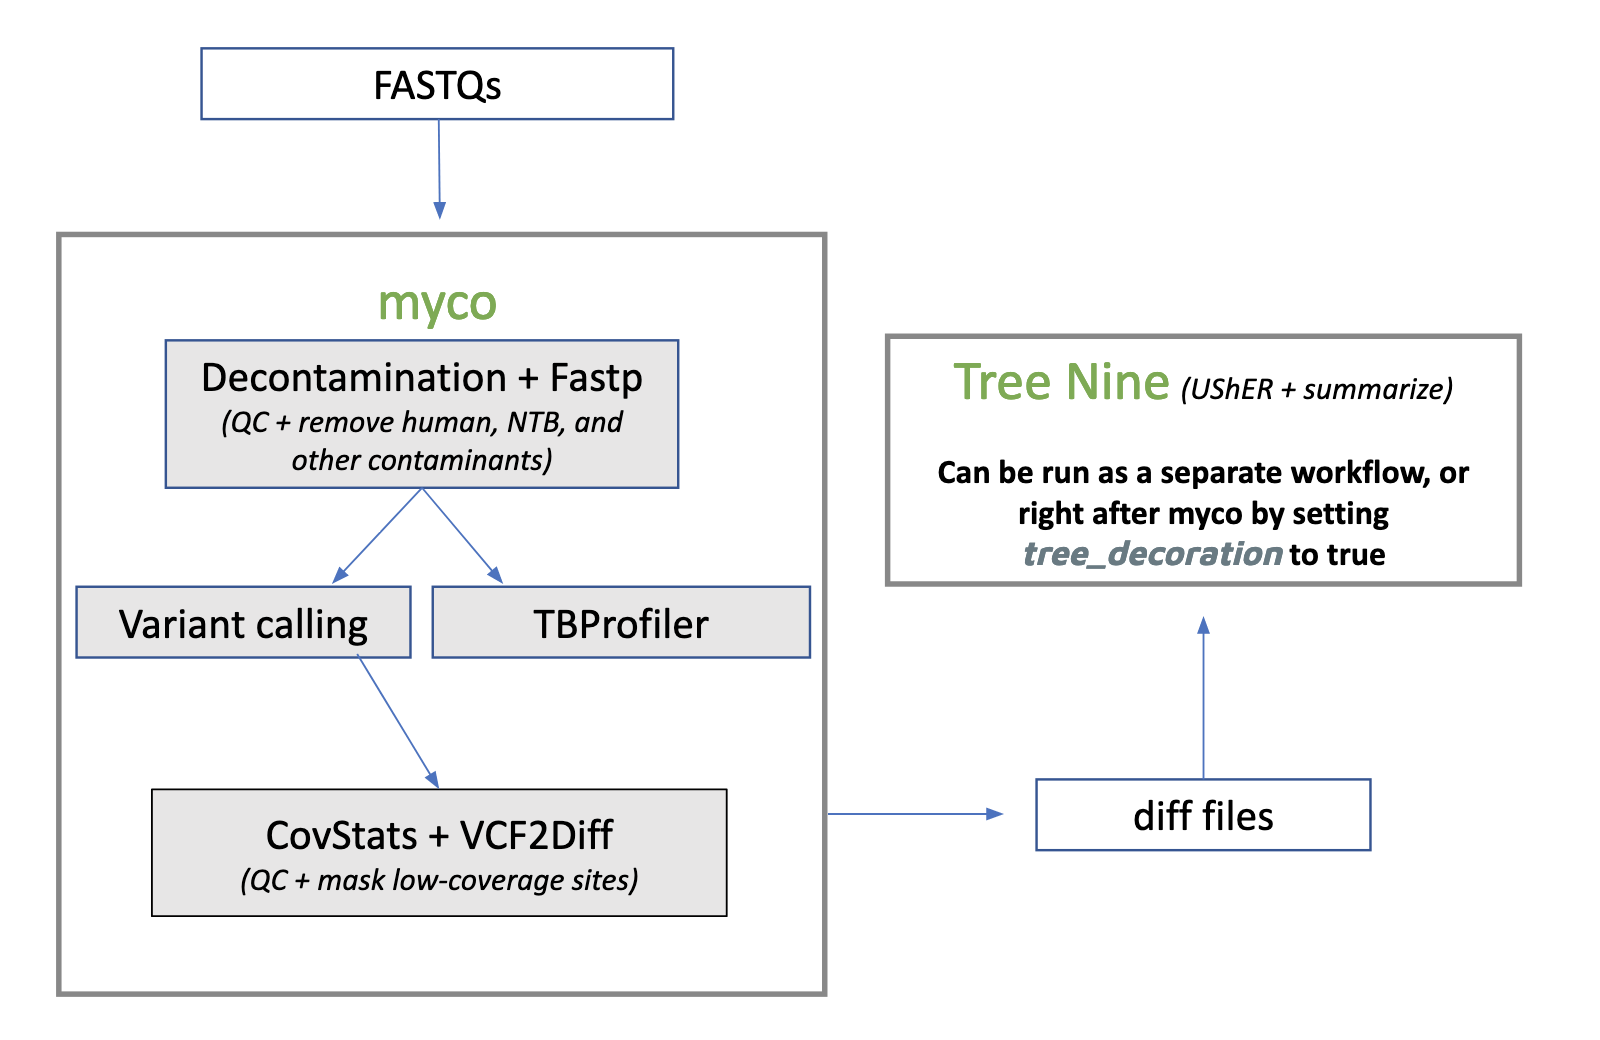 FASTQs
myco
Decontamination + Fastp
(QC + remove human, NTB, and
other contaminants)
Variant calling
TBProfiler
CovStats + VCF2Diff
(QC + mask low-coverage sites)
Tree Nine (UShER + summarize)
Can be run as a separate workflow, or
right after myco by setting
tree_decoration to true
diff files